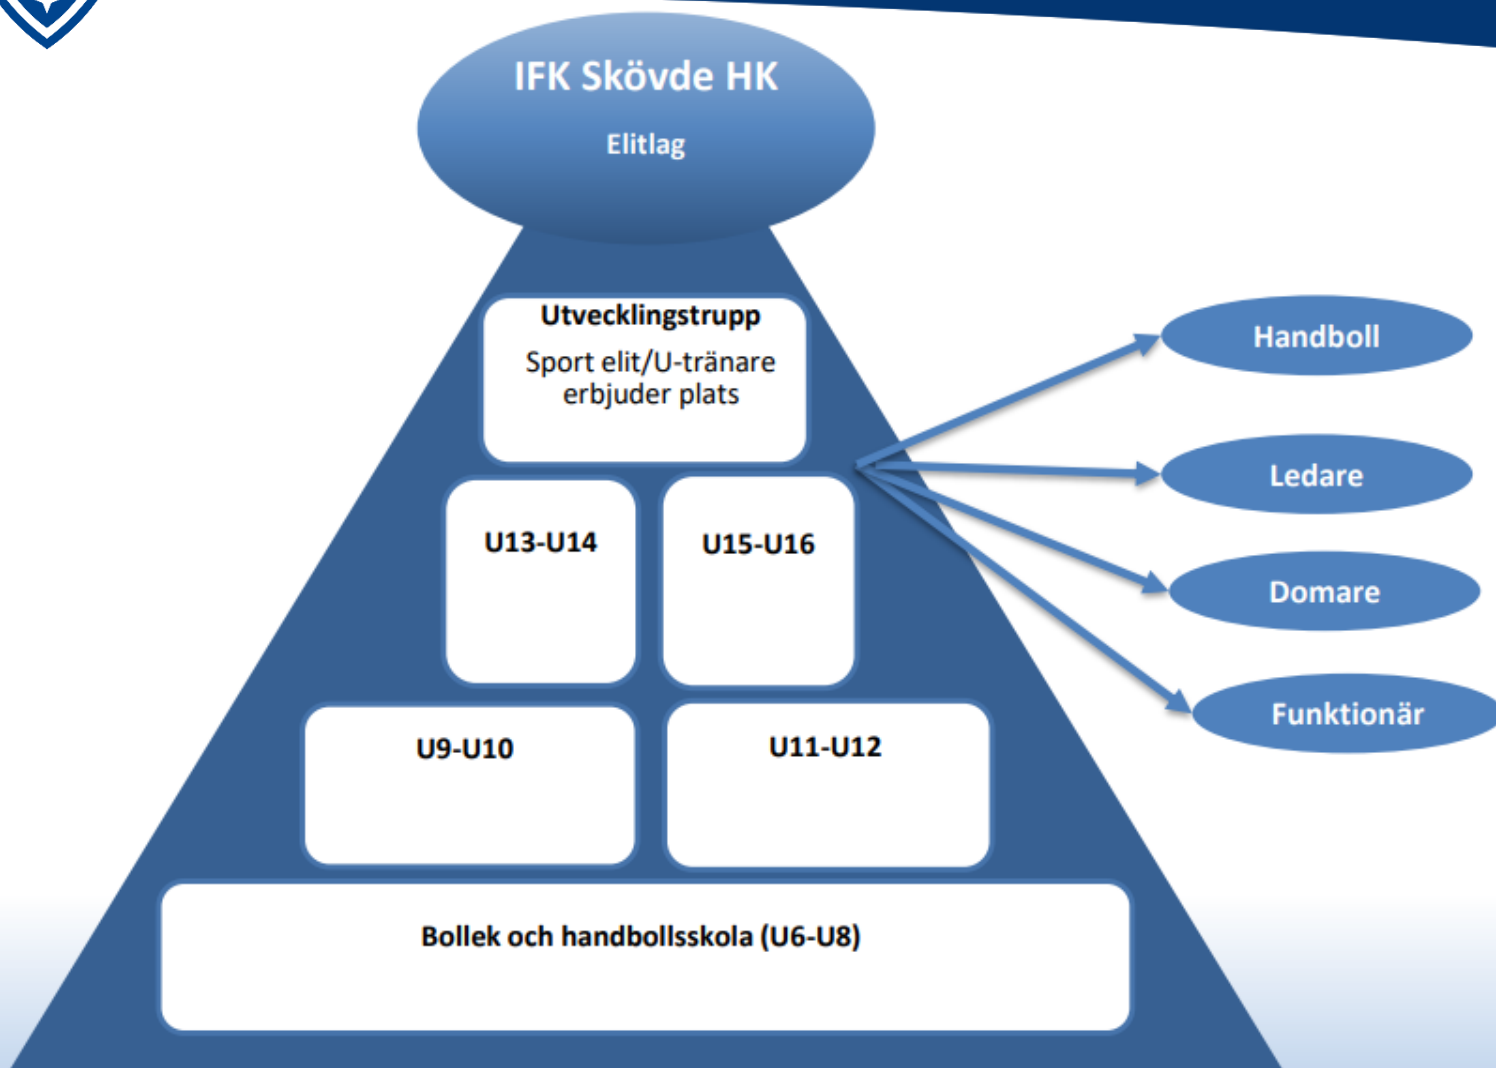 IFK Skövde HK
Elitlag
Utvecklingstrupp
Sport elit/U-tränare
erbjuder plats
Handboll
Ledare
U13-U14
U15-U16
Domare
Funktionär
U9-U10
U11-U12
Bollek och handbollsskola (U6-U8)